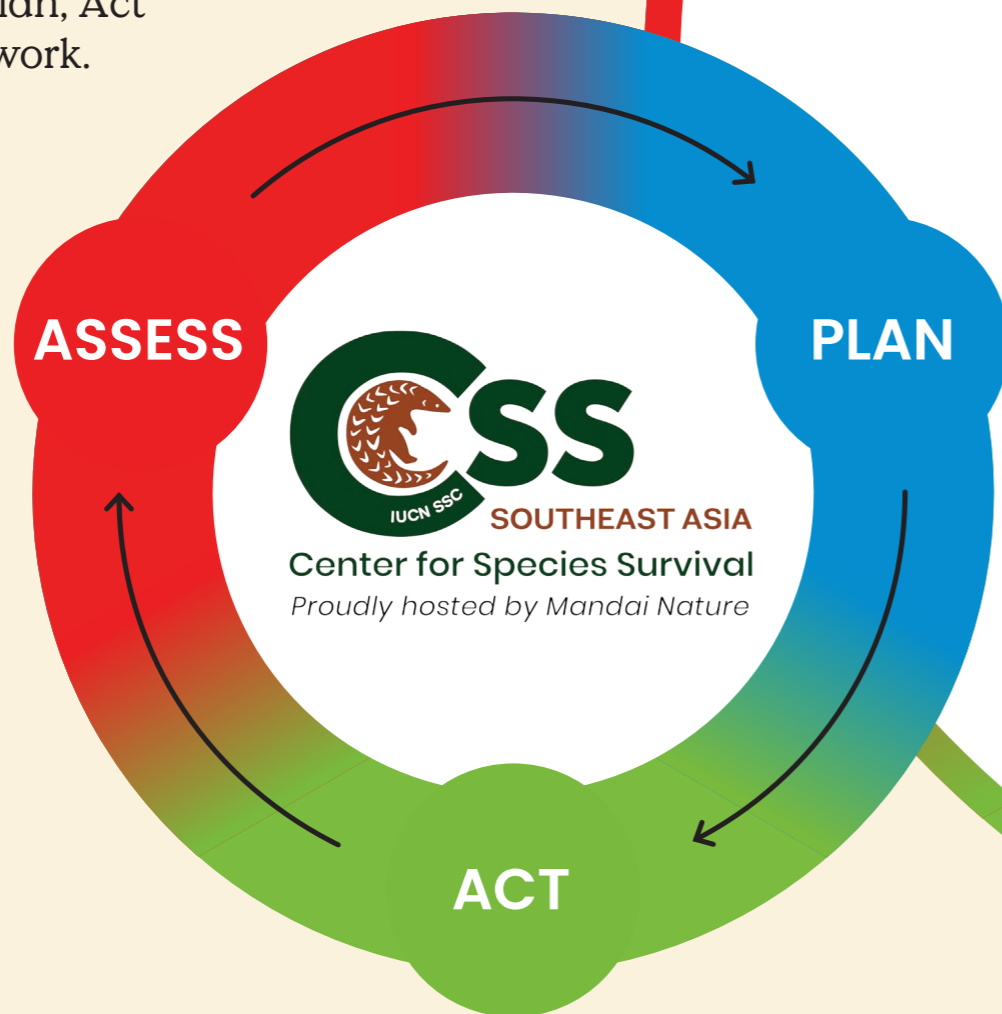 Act
work.
ASSESS
PLAN
CSS
IUCN SSC
SOUTHEAST ASIA
Center for Species Survival
Proudly hosted by Mandai Nature
ACT